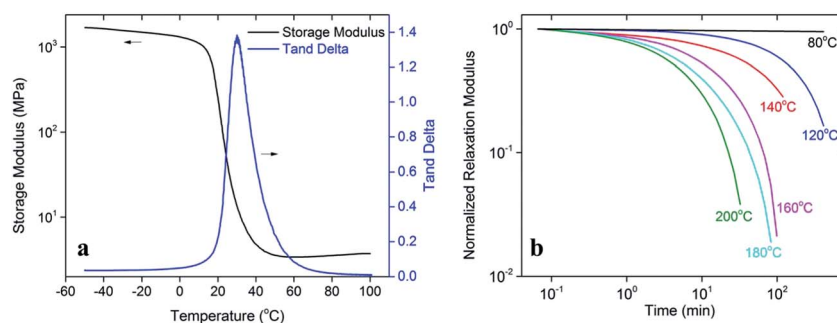 Storage Modulus
Tand Delta
Storage Modulus (MPa)
10³
10²
10¹
Tand Delta
1.4
1.2
1.0
0.8
0.6
0.4
0.2
0.0
a
-60 -40 -20 0 20 40 60 80 100
Temperature (°C)
Normalized Relaxation Modulus
10⁰
10⁻¹
10⁻²
80°C
140°C
120°C
200°C
160°C
180°C
b
10⁻¹ 10⁰ 10¹ 10²
Time (min)